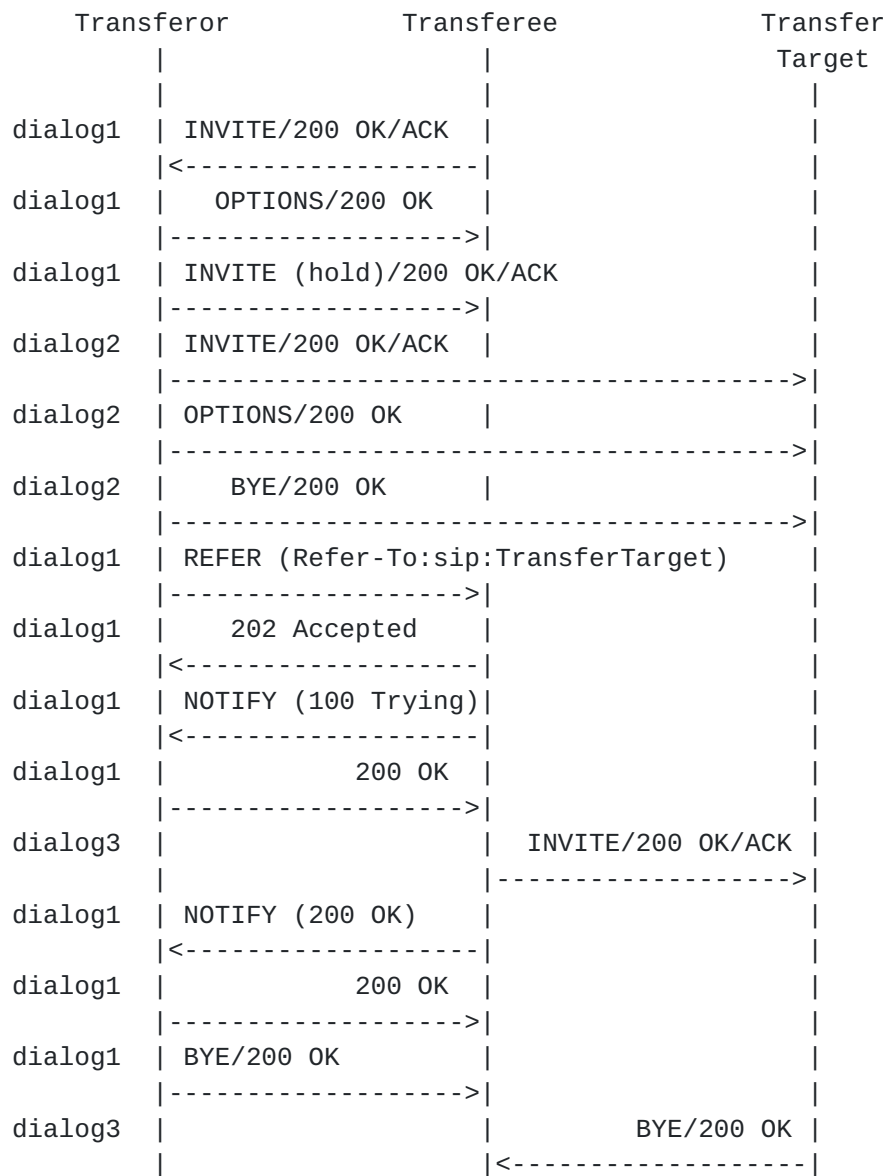 Transferor           Transferee             Transfer
         |                    |                  Target
         |                    |                    |
dialog1  | INVITE/200 OK/ACK  |                    |
         |<-------------------|                    |
dialog1  |   OPTIONS/200 OK   |                    |
         |------------------->|                    |
dialog1  | INVITE (hold)/200 OK/ACK                |
         |------------------->|                    |
dialog2  | INVITE/200 OK/ACK  |                    |
         |---------------------------------------->|
dialog2  | OPTIONS/200 OK     |                    |
         |---------------------------------------->|
dialog2  |    BYE/200 OK      |                    |
         |---------------------------------------->|
dialog1  | REFER (Refer-To:sip:TransferTarget)     |
         |------------------->|                    |
dialog1  |    202 Accepted    |                    |
         |<-------------------|                    |
dialog1  | NOTIFY (100 Trying)|                    |
         |<-------------------|                    |
dialog1  |            200 OK  |                    |
         |------------------->|                    |
dialog3  |                    |  INVITE/200 OK/ACK |
         |                    |------------------->|
dialog1  | NOTIFY (200 OK)    |                    |
         |<-------------------|                    |
dialog1  |            200 OK  |                    |
         |------------------->|                    |
dialog1  | BYE/200 OK         |                    |
         |------------------->|                    |
dialog3  |                    |         BYE/200 OK |
         |                    |<-------------------|